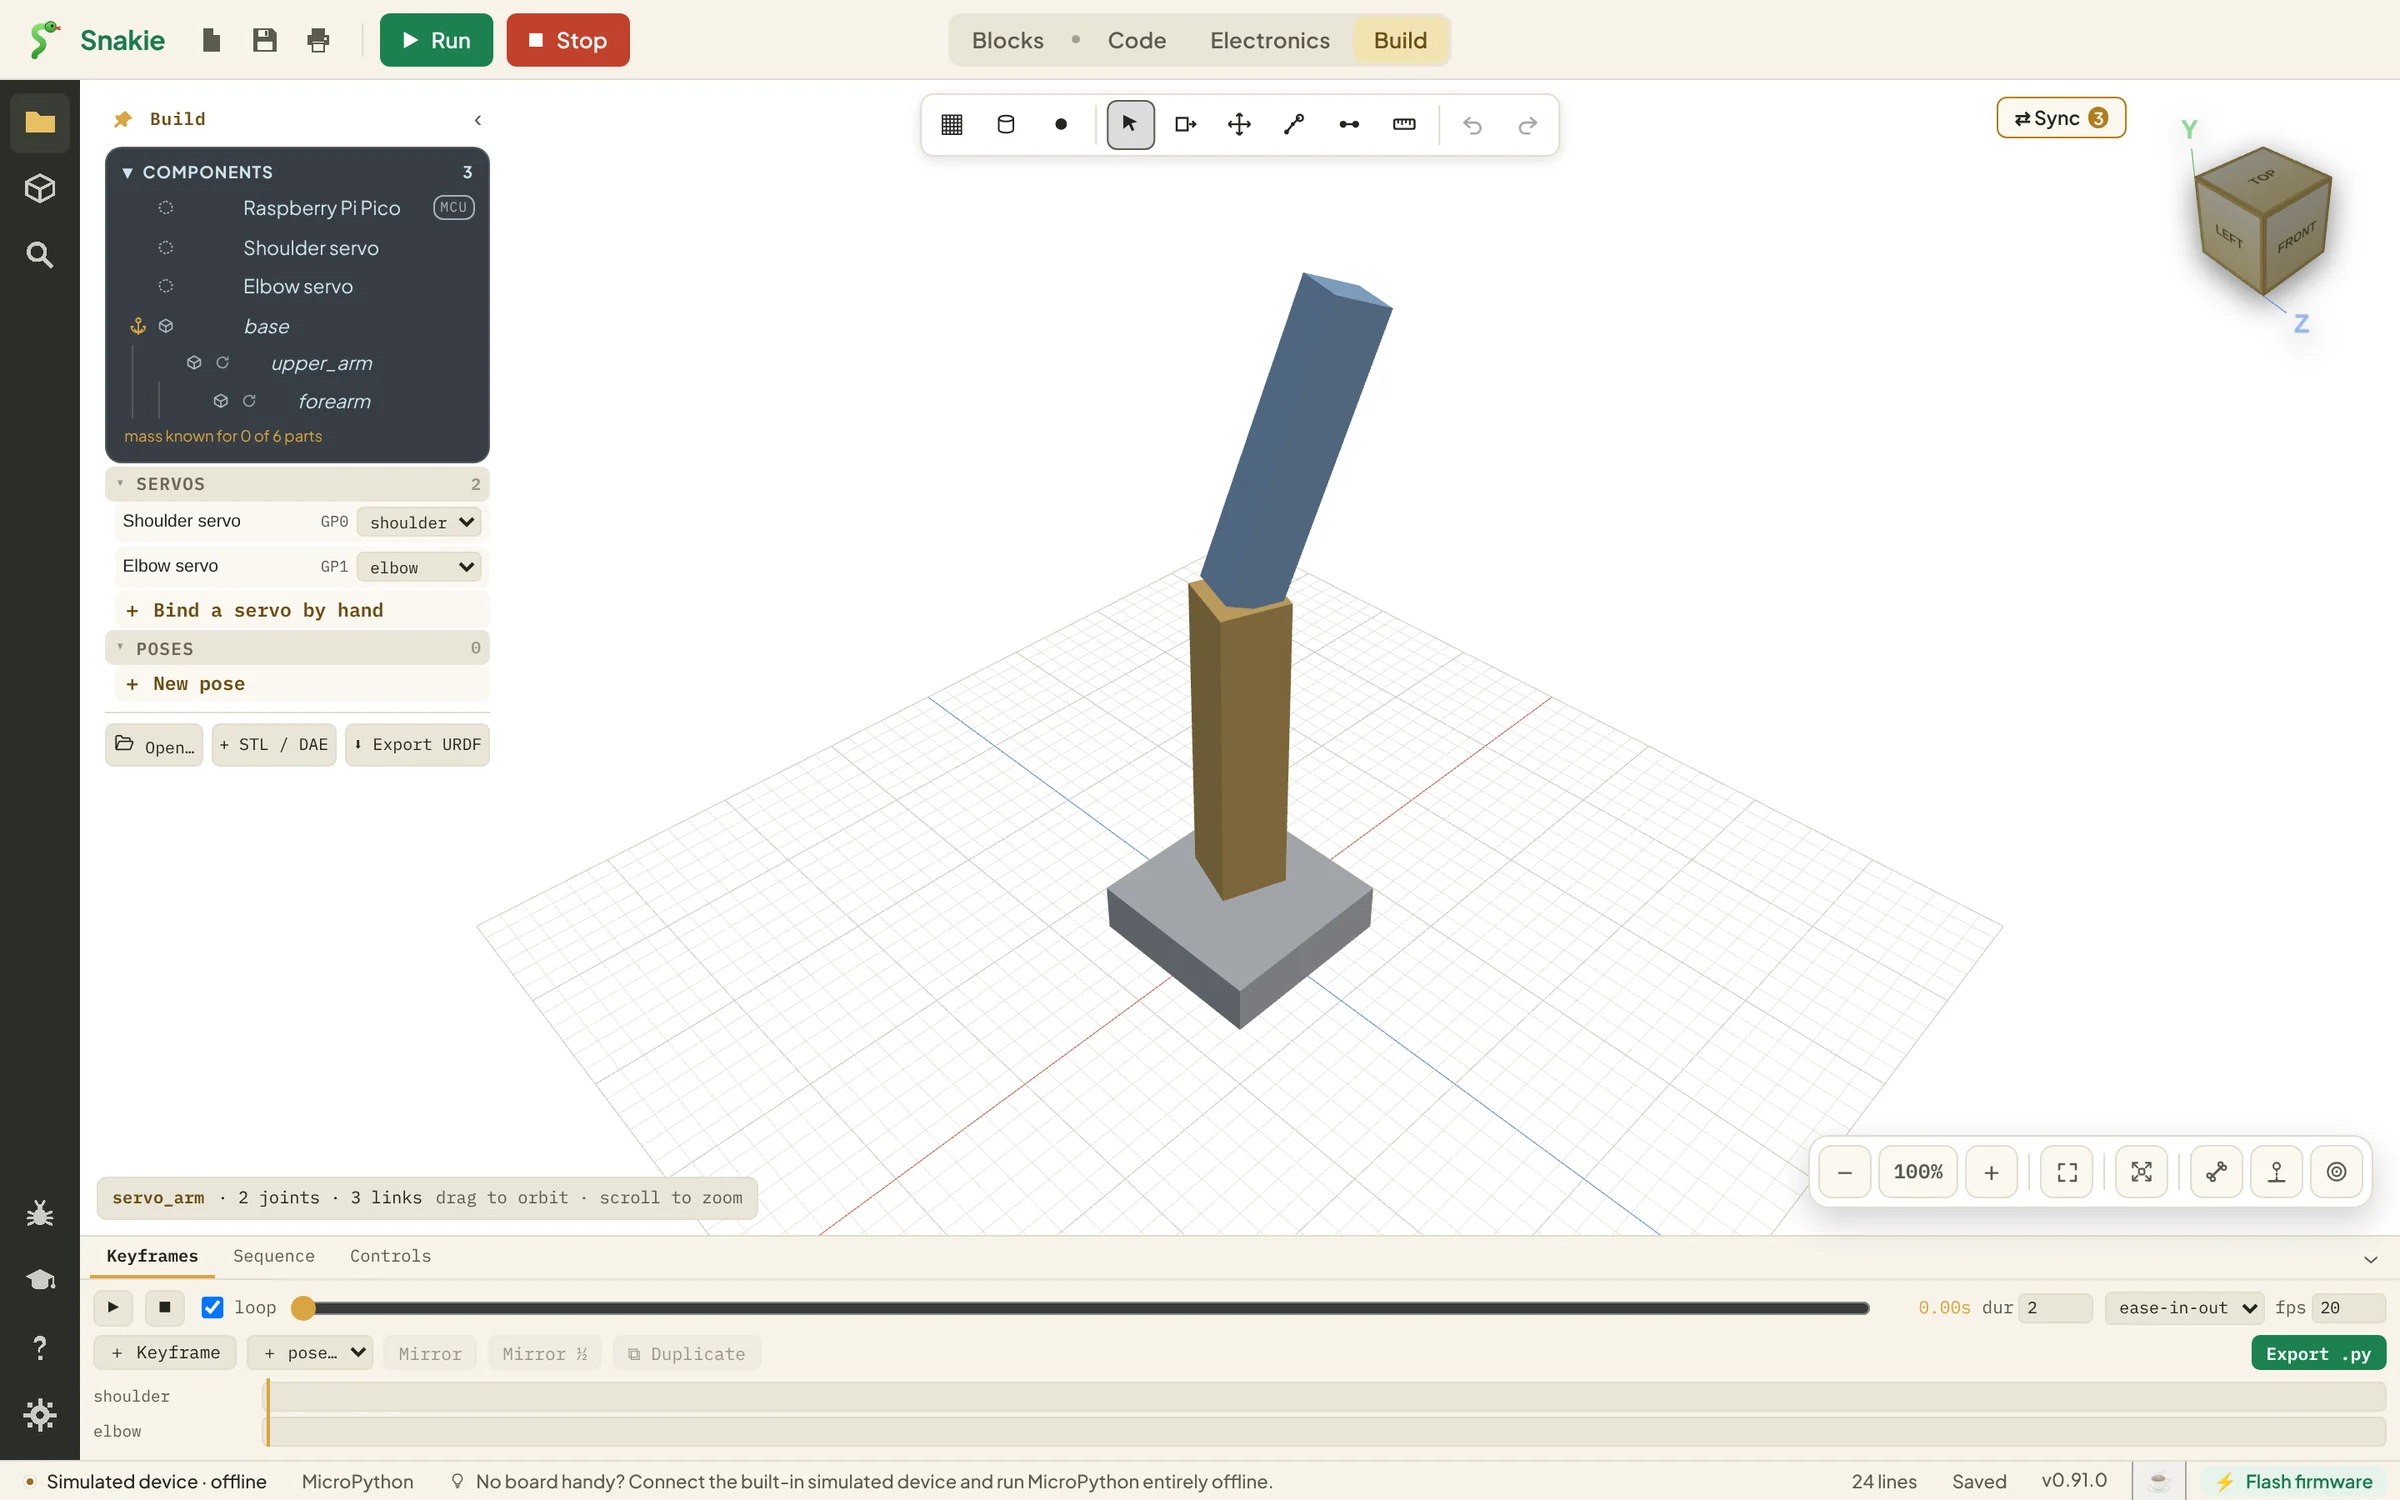 Snakie
Run
Stop
Blocks
Code
Electronics
Build
Build
COMPONENTS 3
Raspberry Pi Pico MCU
Shoulder servo
Elbow servo
base
upper_arm
forearm
mass known for 0 of 6 parts
SERVOS 2
Shoulder servo GP0 shoulder
Elbow servo GP1 elbow
+ Bind a servo by hand
POSES 0
+ New pose
Open…
+ STL / DAE
Export URDF
Sync 3
Y
TOP
LEFT
FRONT
Z
servo_arm · 2 joints · 3 links drag to orbit · scroll to zoom
− 100% +
Keyframes
Sequence
Controls
loop
0.00s dur 2 ease-in-out fps 20
+ Keyframe
+ pose…
Mirror
Mirror ½
Duplicate
Export .py
shoulder
elbow
Simulated device · offline
MicroPython
No board handy? Connect the built-in simulated device and run MicroPython entirely offline.
24 lines
Saved
v0.91.0
Flash firmware